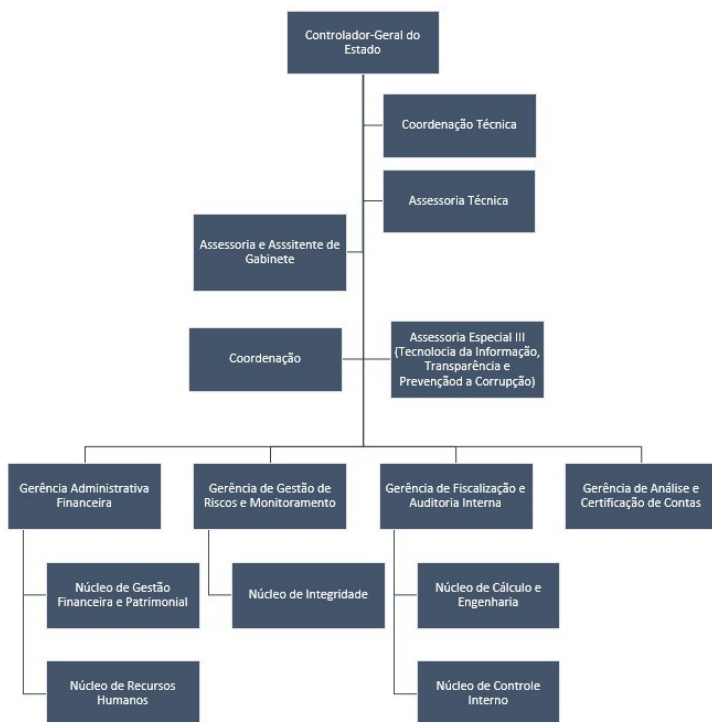 Controlador-Geral do
Estado
Coordenação Técnica
Assessoria Técnica
Assessoria e Asssitente de
Gabinete
Coordenação
Assessoria Especial III
(Tecnolocia da Informação,
Transparência e
Prevençãod a Corrupção)
Gerência Administrativa
Financeira
Gerência de Gestão de
Riscos e Monitoramento
Gerência de Fiscalização e
Auditoria Interna
Gerência de Análise e
Certificação de Contas
Núcleo de Gestão
Financeira e Patrimonial
Núcleo de Integridade
Núcleo de Cálculo e
Engenharia
Núcleo de Recursos
Humanos
Núcleo de Controle
Interno